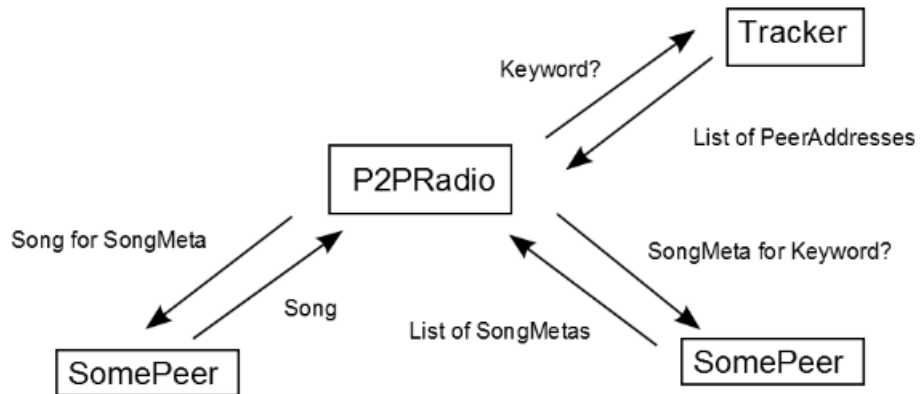 Tracker
Keyword?
List of PeerAddresses
P2PRadio
Song for SongMeta
SongMeta for Keyword?
Song
List of SongMetas
SomePeer
SomePeer